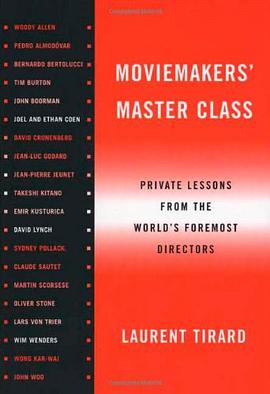 WOODY ALLEN
PEDRO ALMODÓVAR
BERNARDO BERTOLUCCI
TIM BURTON
JOHN BOORMAN
JOEL AND ETHAN COEN
DAVID CRONENBERG
JEAN-LUC GODARD
JEAN-PIERRE JEUNET
TAKESHI KITANO
EMIR KUSTURICA
DAVID LYNCH
SYDNEY POLLACK
CLAUDE SAUTET
MARTIN SCORSESE
OLIVER STONE
LARS VON TRIER
WIM WENDERS
WONG KAR-WAI
JOHN WOO
MOVIEMAKERS'
MASTER CLASS
PRIVATE LESSONS
FROM THE
WORLD'S FOREMOST
DIRECTORS
LAURENT TIRARD